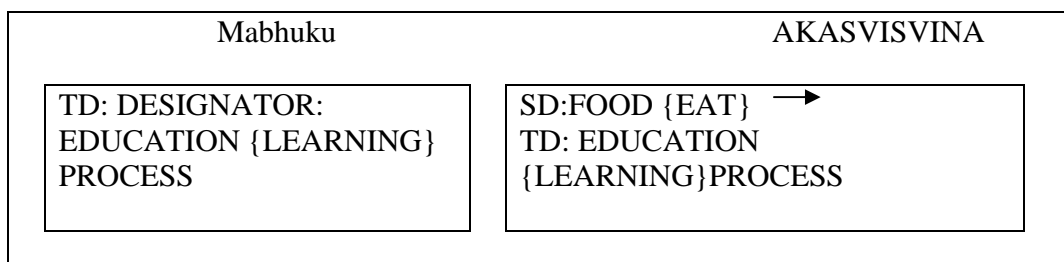 Mabhuku AKASVISVINA
TD: DESIGNATOR:
EDUCATION {LEARNING}
PROCESS
SD:FOOD {EAT} →
TD: EDUCATION
{LEARNING}PROCESS